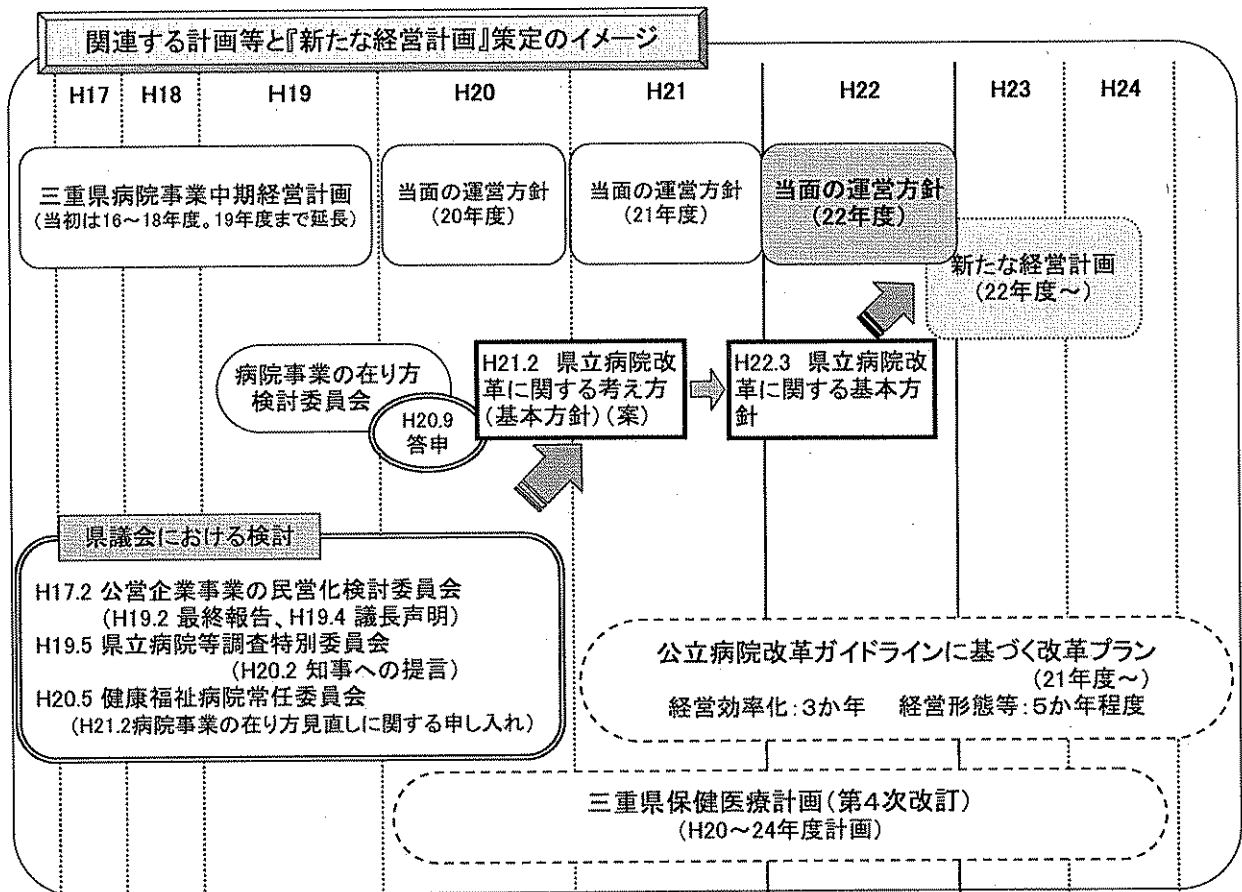 関連する計画等と『新たな経営計画』策定のイメージ
H17 H18 H19 H20 H21 H22 H23 H24
三重県病院事業中期経営計画
(当初は16～18年度。19年度まで延長)
当面の運営方針
(20年度)
当面の運営方針
(21年度)
当面の運営方針
(22年度)
新たな経営計画
(22年度～)
病院事業の在り方
検討委員会
H20.9
答申
H21.2 県立病院改
革に関する考え方
(基本方針)(案)
H22.3 県立病院改
革に関する基本方
針
県議会における検討
H17.2 公営企業事業の民営化検討委員会
(H19.2 最終報告、H19.4 議長声明)
H19.5 県立病院等調査特別委員会
(H20.2 知事への提言)
H20.5 健康福祉病院常任委員会
(H21.2病院事業の在り方見直しに関する申し入れ)
公立病院改革ガイドラインに基づく改革プラン
(21年度～)
経営効率化:3か年 経営形態等:5か年程度
三重県保健医療計画(第4次改訂)
(H20～24年度計画)